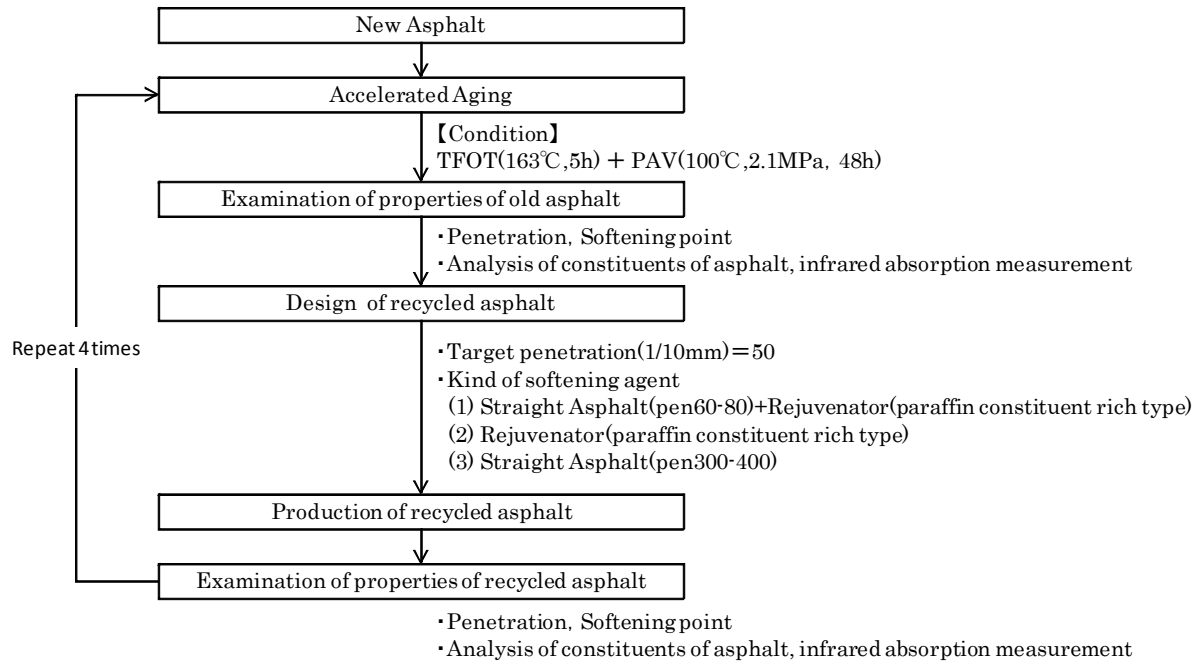 New Asphalt
Accelerated Aging
【Condition】
TFOT(163℃,5h) + PAV(100℃,2.1MPa, 48h)
Examination of properties of old asphalt
・Penetration, Softening point
・Analysis of constituents of asphalt, infrared absorption measurement
Design of recycled asphalt
Repeat 4 times
・Target penetration(1/10mm)=50
・Kind of softening agent
(1) Straight Asphalt(pen60-80)+Rejuvenator(paraffin constituent rich type)
(2) Rejuvenator(paraffin constituent rich type)
(3) Straight Asphalt(pen300-400)
Production of recycled asphalt
Examination of properties of recycled asphalt
・Penetration, Softening point
・Analysis of constituents of asphalt, infrared absorption measurement